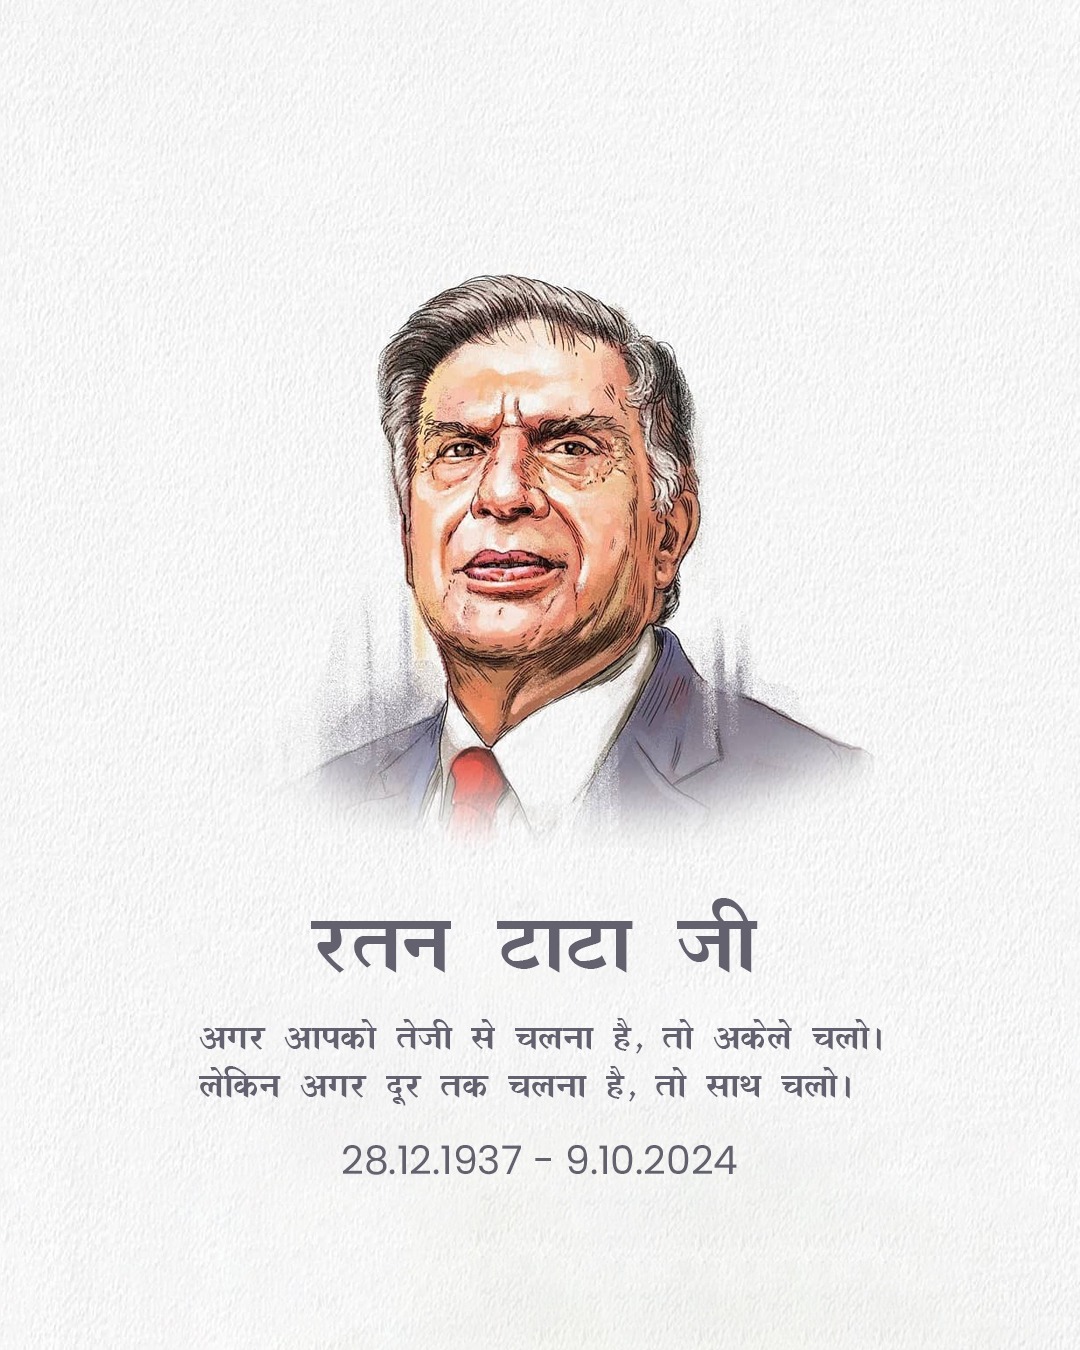 रतन टाटा जी
अगर आपको तेजी से चलना है, तो अकेले चलो।
लेकिन अगर दूर तक चलना है, तो साथ चलो।
28.12.1937 - 9.10.2024